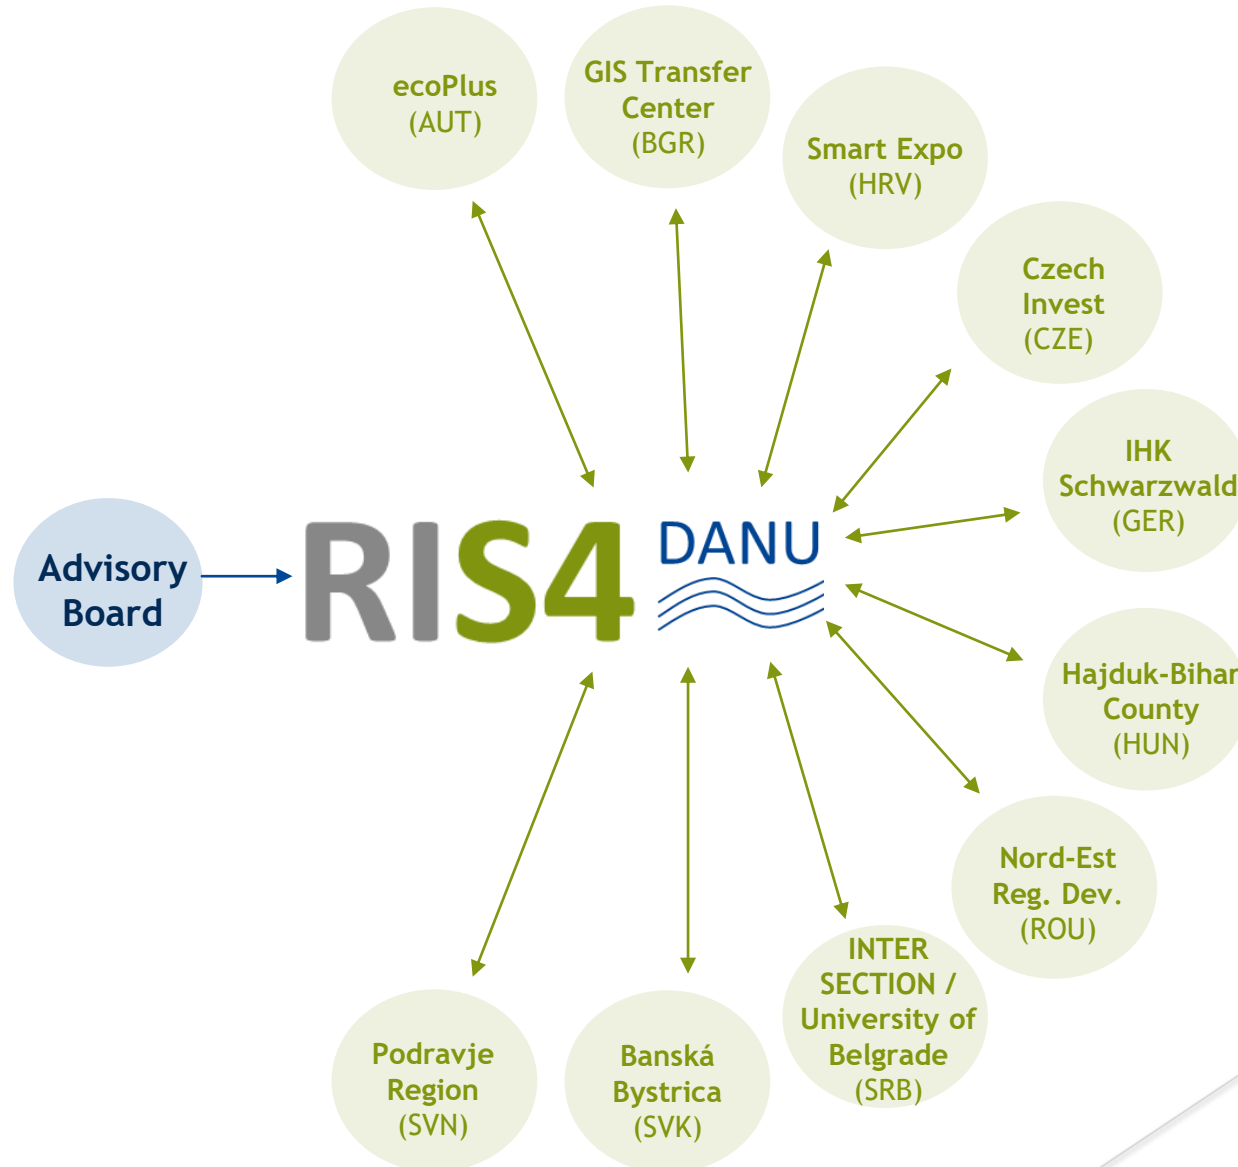 ecoPlus
(AUT)
GIS Transfer
Center
(BGR)
Smart Expo
(HRV)
Czech
Invest
(CZE)
IHK
Schwarzwald
(GER)
Advisory
Board
RIS4
DANU
Hajduk-Bihar
County
(HUN)
Nord-Est
Reg. Dev.
(ROU)
INTER
SECTION /
University of
Belgrade
(SRB)
Banská
Bystrica
(SVK)
Podravje
Region
(SVN)